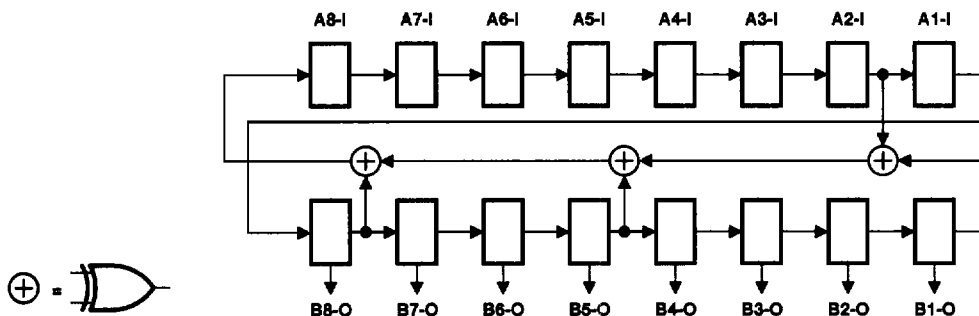 A8-I A7-I A6-I A5-I A4-I A3-I A2-I A1-I
=
B8-O B7-O B6-O B5-O B4-O B3-O B2-O B1-O